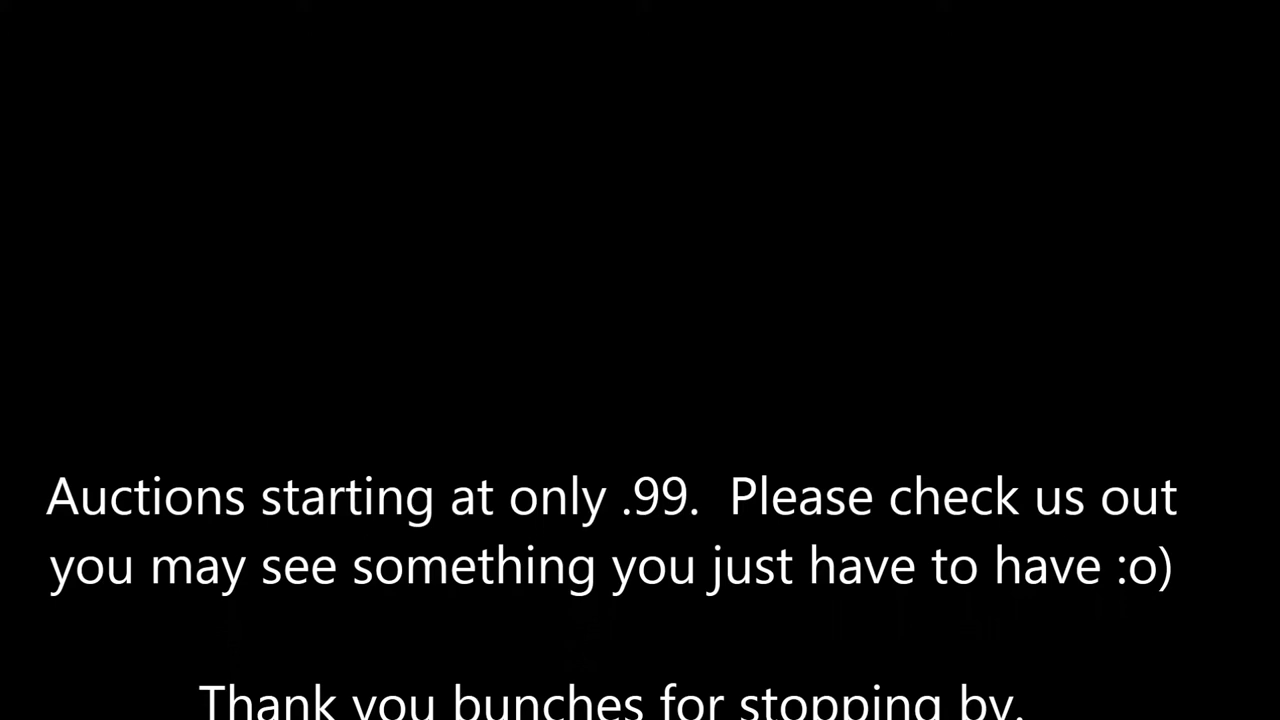 Auctions starting at only .99.  Please check us out
you may see something you just have to have :o)
Thank you bunches for stopping by.